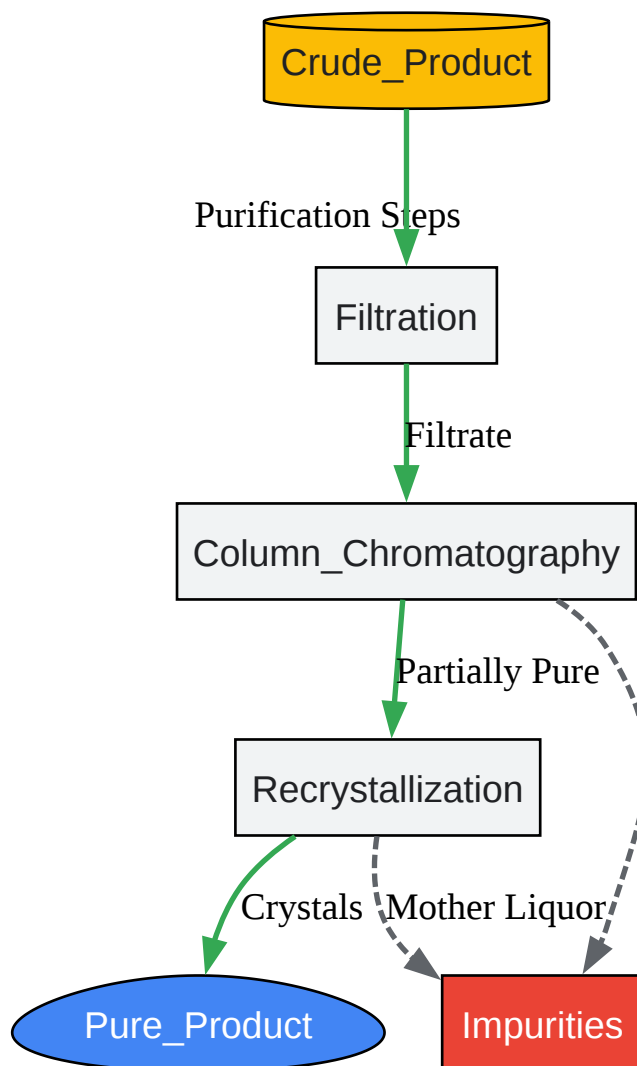 Crude_Product
Purification Steps
Filtration
Filtrate
Column_Chromatography
Partially Pure
Recrystallization
Crystals
Mother Liquor
Pure_Product
Impurities